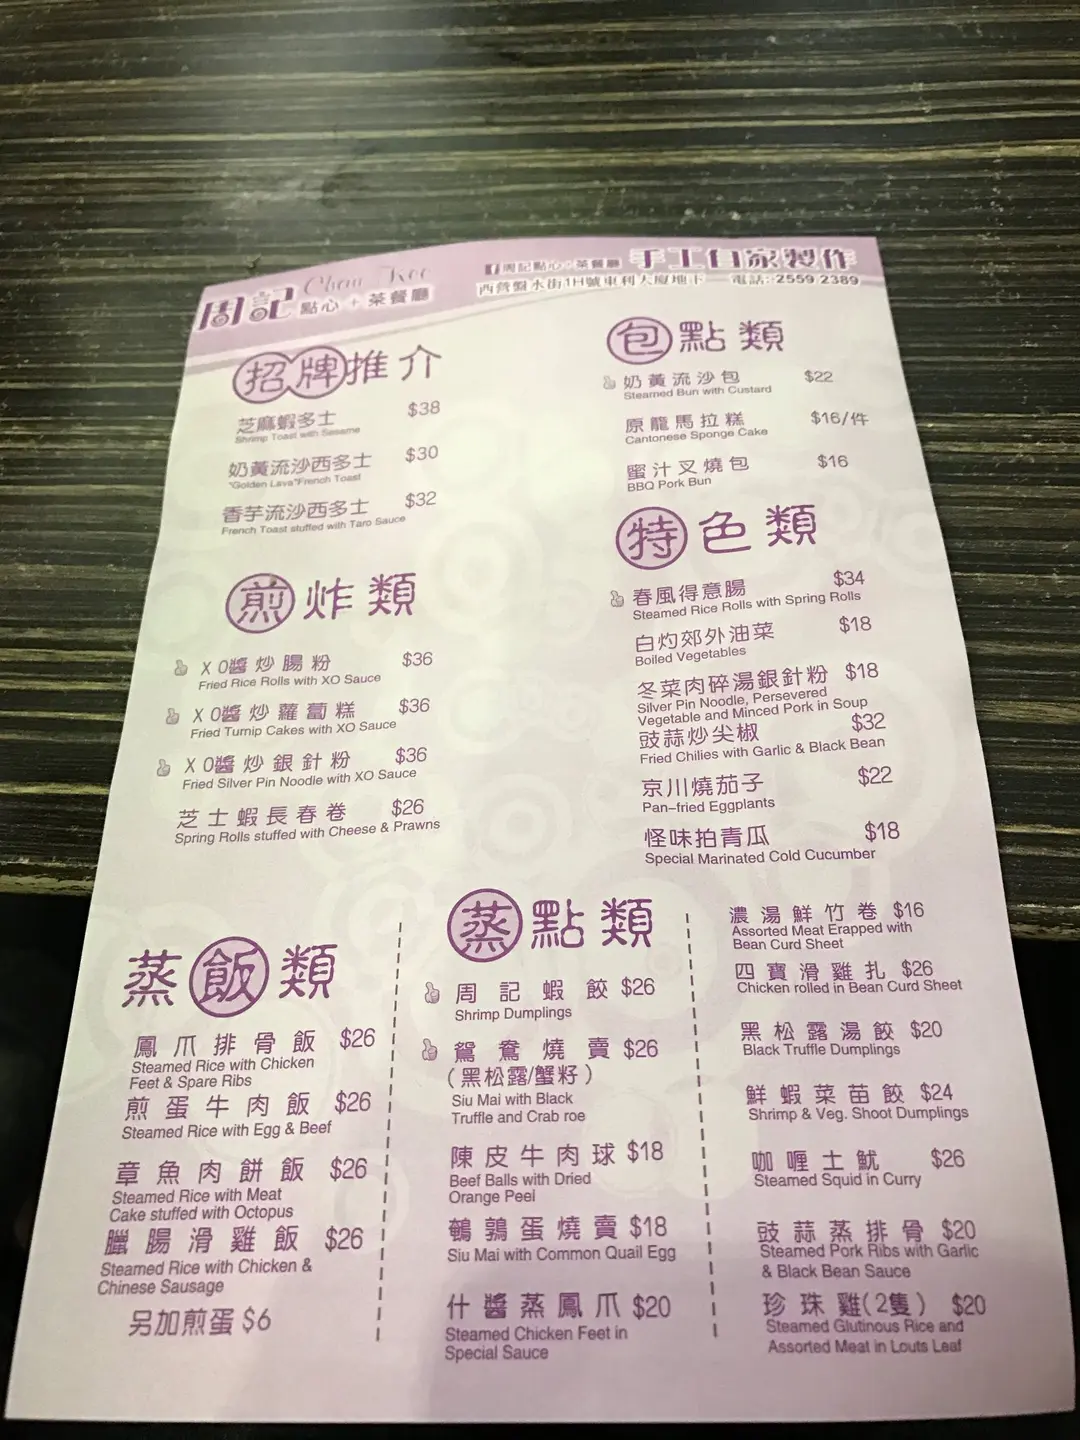 周記 Chau Kee
點心＋茶餐廳
周記點心+茶餐廳 手工自家製作
西營盤水街1H號東利大廈地下 電話:2559 2389
招牌推介
芝麻蝦多士 $38
Shrimp Toast with Sesame
奶黃流沙西多士 $30
"Golden Lava"French Toast
香芋流沙西多士 $32
French Toast stuffed with Taro Sauce
煎炸類
XO醬炒腸粉 $36
Fried Rice Rolls with XO Sauce
XO醬炒蘿蔔糕 $36
Fried Turnip Cakes with XO Sauce
XO醬炒銀針粉 $36
Fried Silver Pin Noodle with XO Sauce
芝士蝦長春卷 $26
Spring Rolls stuffed with Cheese & Prawns
包點類
奶黃流沙包 $22
Steamed Bun with Custard
原龍馬拉糕 $16/件
Cantonese Sponge Cake
蜜汁叉燒包 $16
BBQ Pork Bun
特色類
春風得意腸 $34
Steamed Rice Rolls with Spring Rolls
白灼郊外油菜 $18
Boiled Vegetables
冬菜肉碎湯銀針粉 $18
Silver Pin Noodle, Persevered
Vegetable and Minced Pork in Soup
豉蒜炒尖椒 $32
Fried Chilies with Garlic & Black Bean
京川燒茄子 $22
Pan-fried Eggplants
怪味拍青瓜 $18
Special Marinated Cold Cucumber
蒸飯類
鳳爪排骨飯 $26
Steamed Rice with Chicken
Feet & Spare Ribs
煎蛋牛肉飯 $26
Steamed Rice with Egg & Beef
章魚肉餅飯 $26
Steamed Rice with Meat
Cake stuffed with Octopus
臘腸滑雞飯 $26
Steamed Rice with Chicken &
Chinese Sausage
另加煎蛋 $6
蒸點類
周記蝦餃 $26
Shrimp Dumplings
鴛鴦燒賣 $26
(黑松露/蟹籽)
Siu Mai with Black
Truffle and Crab roe
陳皮牛肉球 $18
Beef Balls with Dried
Orange Peel
鵪鶉蛋燒賣 $18
Siu Mai with Common Quail Egg
什醬蒸鳳爪 $20
Steamed Chicken Feet in
Special Sauce
濃湯鮮竹卷 $16
Assorted Meat Erapped with
Bean Curd Sheet
四寶滑雞扎 $26
Chicken rolled in Bean Curd Sheet
黑松露湯餃 $20
Black Truffle Dumplings
鮮蝦菜苗餃 $24
Shrimp & Veg. Shoot Dumplings
咖喱土魷 $26
Steamed Squid in Curry
豉蒜蒸排骨 $20
Steamed Pork Ribs with Garlic
& Black Bean Sauce
珍珠雞(2隻) $20
Steamed Glutinous Rice and
Assorted Meat in Louts Leaf